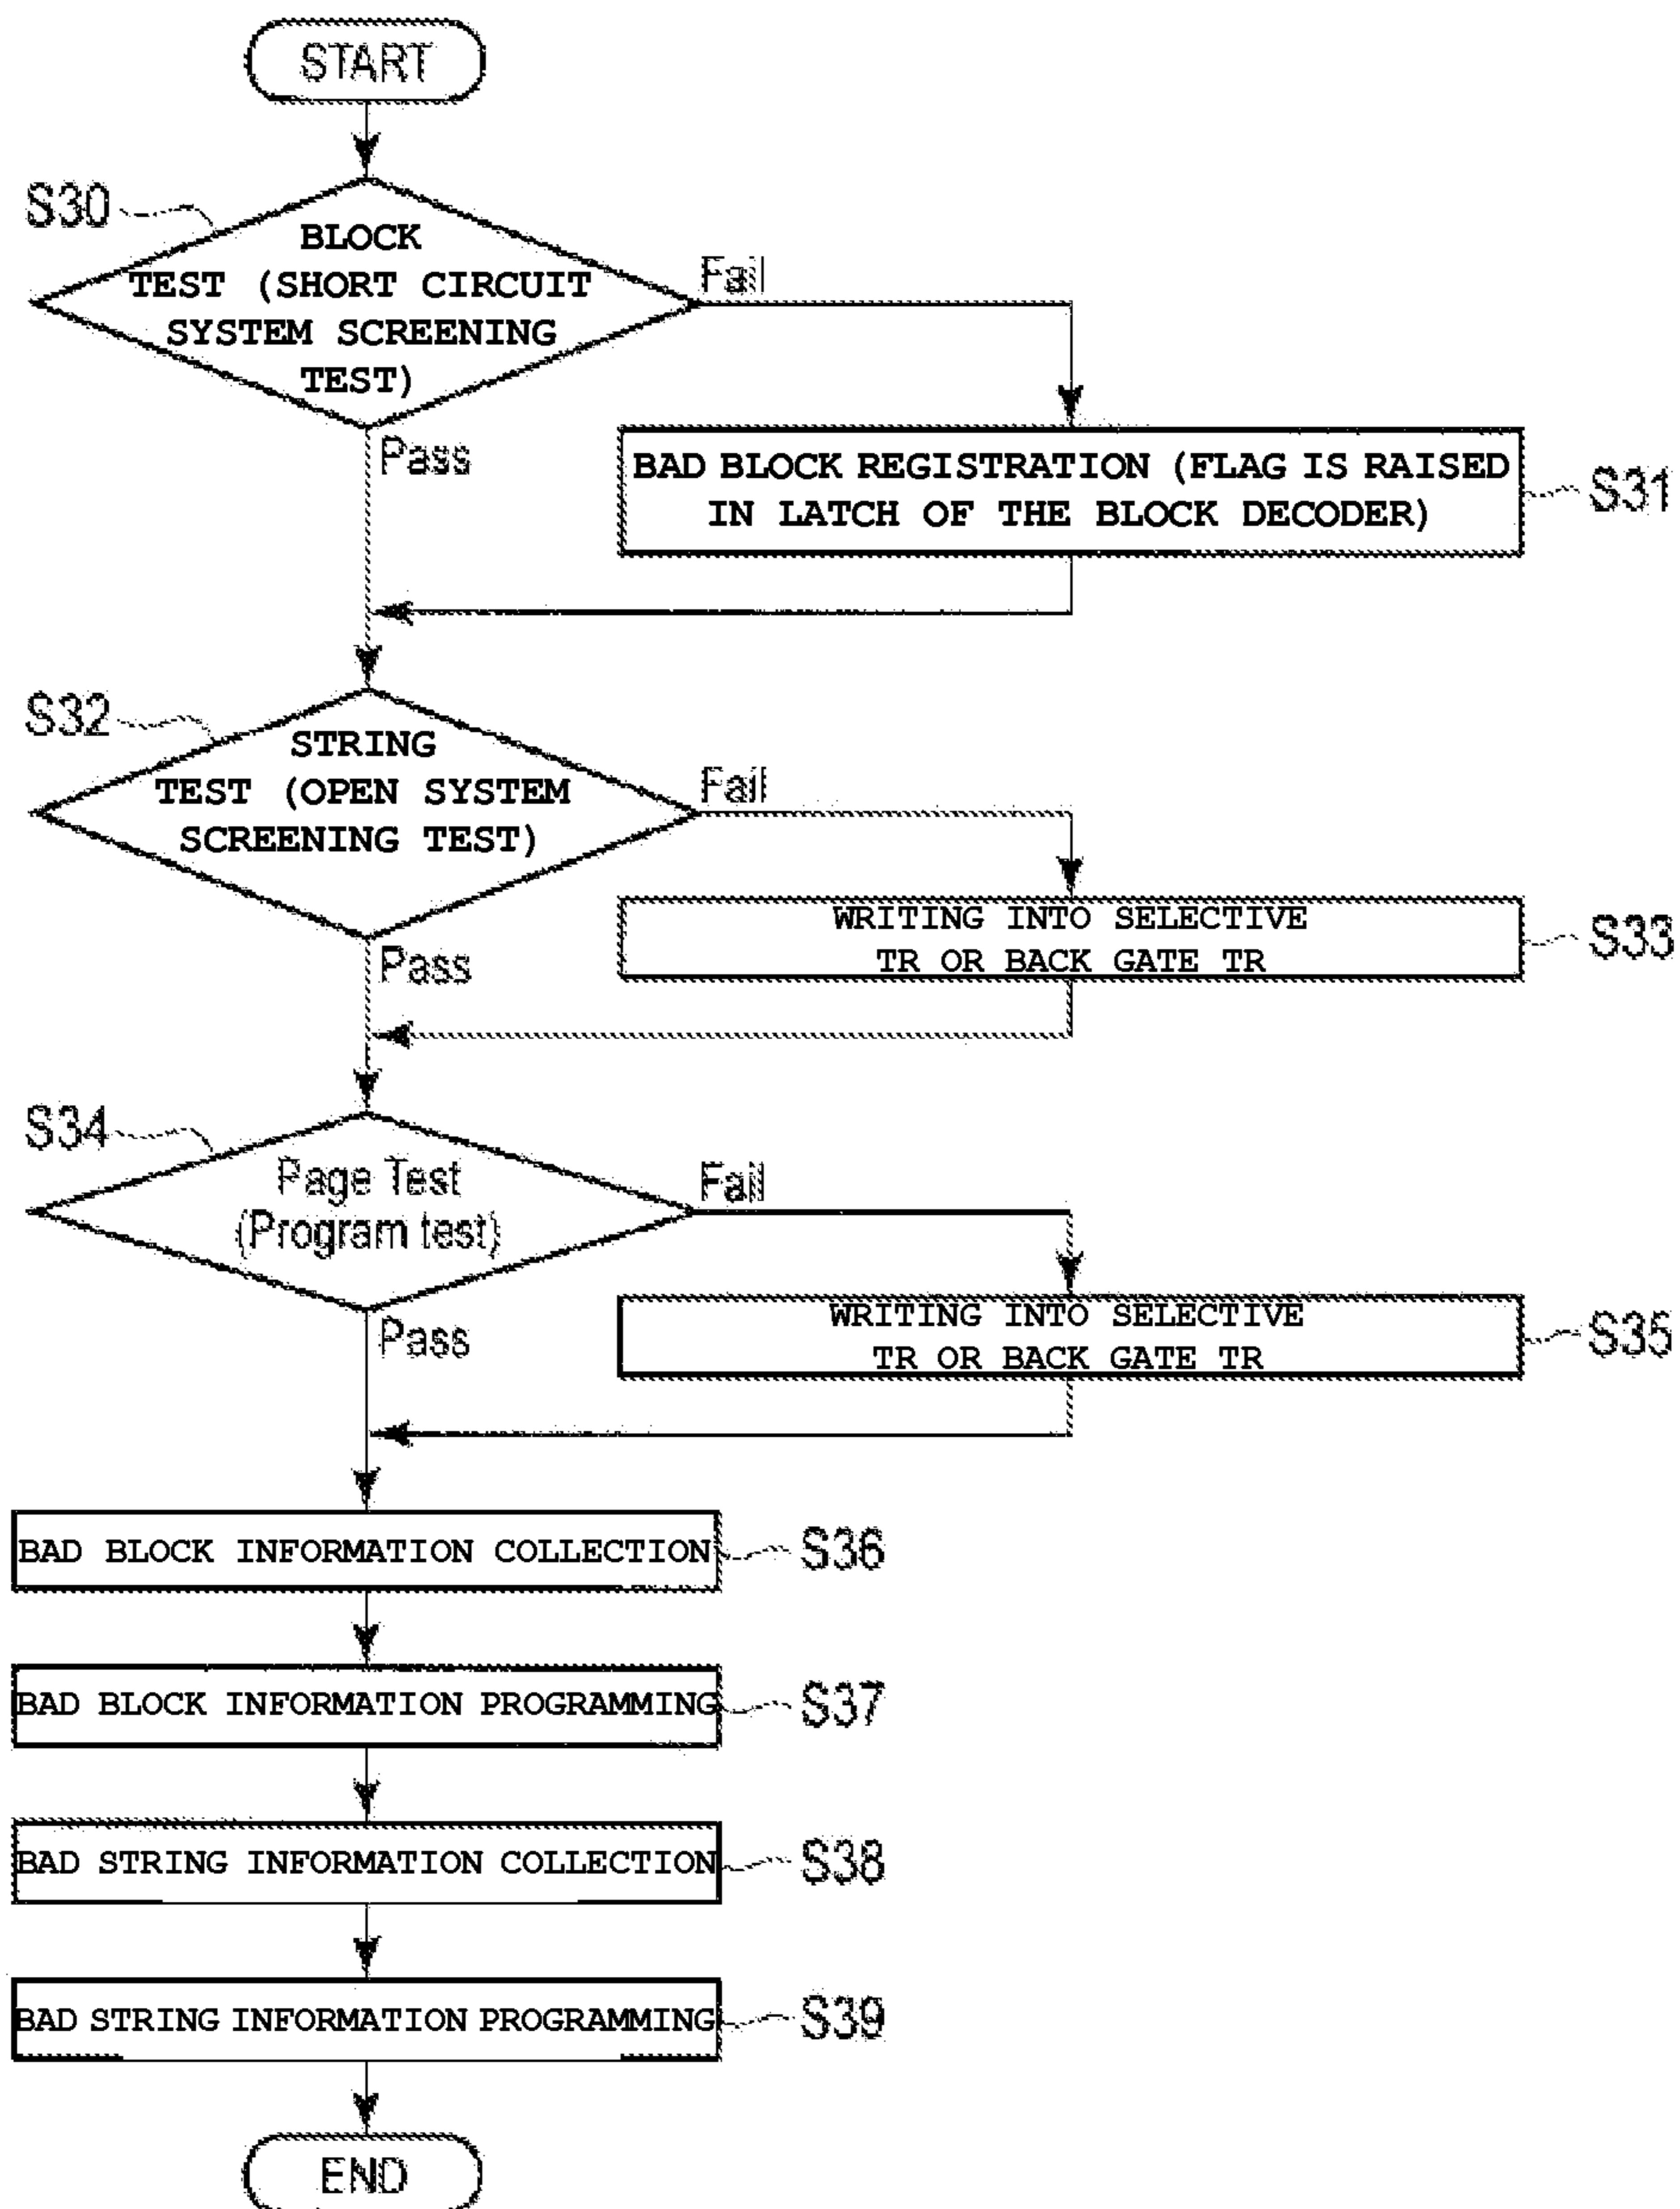 START
S30
BLOCK
TEST (SHORT CIRCUIT
SYSTEM SCREENING
TEST)
Fail
Pass
BAD BLOCK REGISTRATION (FLAG IS RAISED
IN LATCH OF THE BLOCK DECODER)
S31
S32
STRING
TEST (OPEN SYSTEM
SCREENING TEST)
Fail
Pass
WRITING INTO SELECTIVE
TR OR BACK GATE TR
S33
S34
Page Test
(Program test)
Fail
Pass
WRITING INTO SELECTIVE
TR OR BACK GATE TR
S35
BAD BLOCK INFORMATION COLLECTION
S36
BAD BLOCK INFORMATION PROGRAMMING
S37
BAD STRING INFORMATION COLLECTION
S38
BAD STRING INFORMATION PROGRAMMING
S39
END